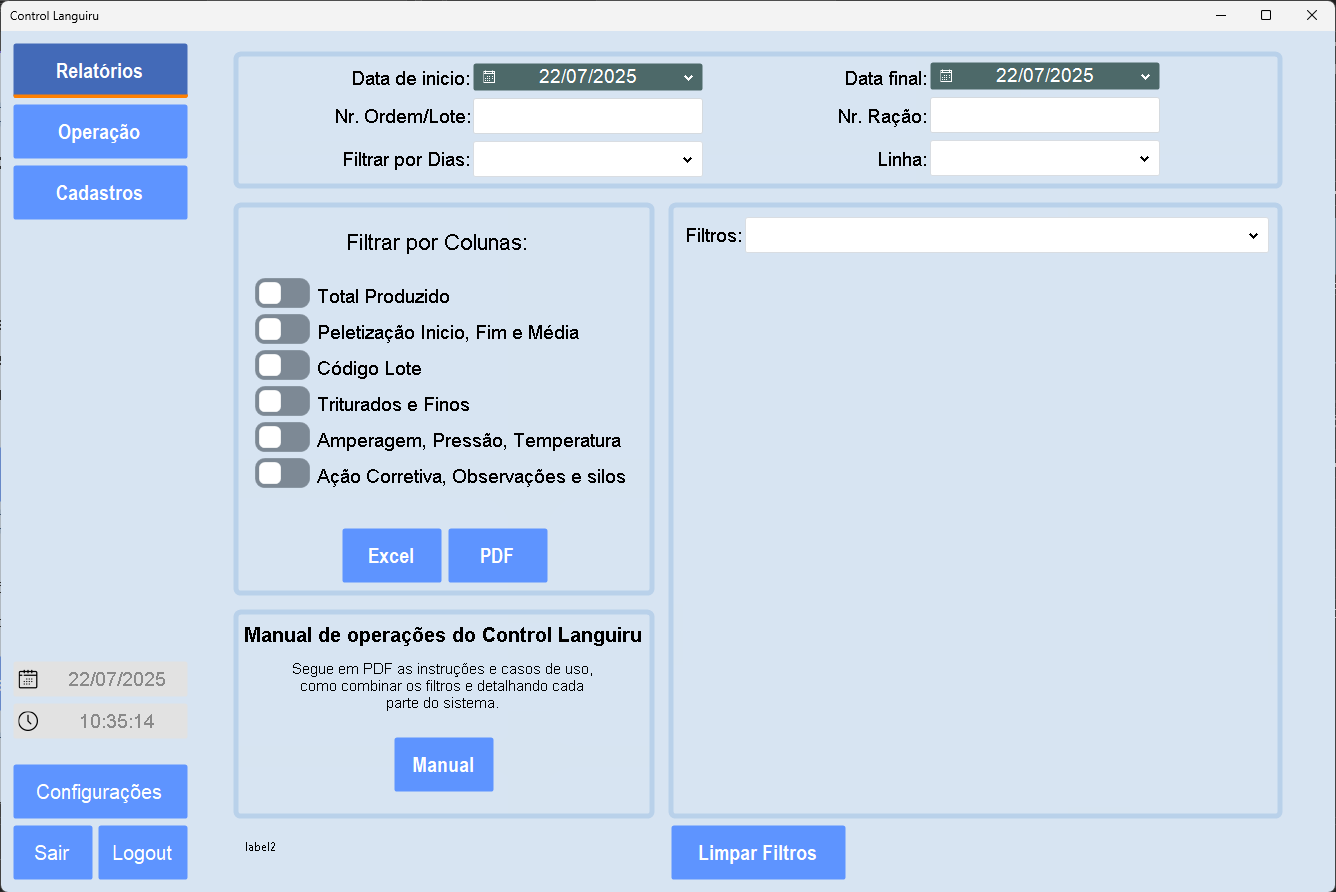 Control Languiru
Relatórios
Operação
Cadastros
22/07/2025
10:35:14
Configurações
Sair
Logout
Data de inicio:
22/07/2025
Data final:
22/07/2025
Nr. Ordem/Lote:
Nr. Ração:
Filtrar por Dias:
Linha:
Filtrar por Colunas:
Total Produzido
Peletização Inicio, Fim e Média
Código Lote
Triturados e Finos
Amperagem, Pressão, Temperatura
Ação Corretiva, Observações e silos
Excel
PDF
Manual de operações do Control Languiru
Segue em PDF as instruções e casos de uso,
como combinar os filtros e detalhando cada
parte do sistema.
Manual
label2
Filtros:
Limpar Filtros